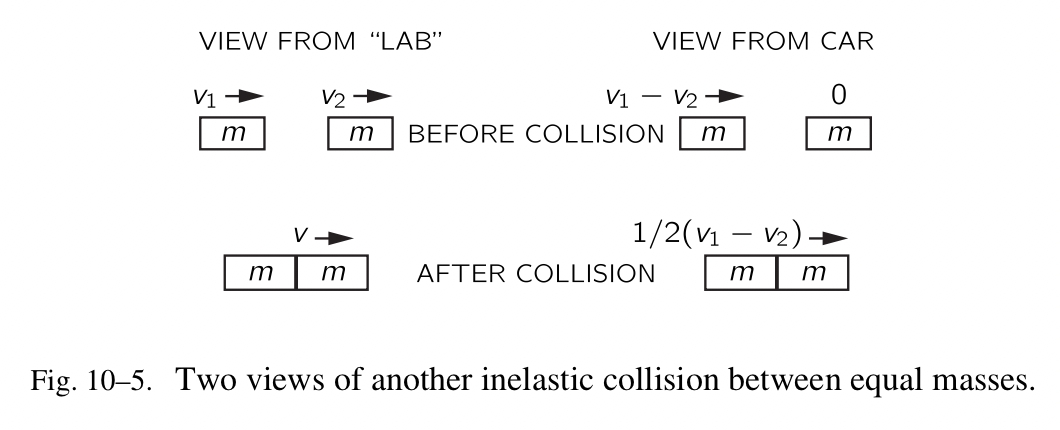 VIEW FROM “LAB”
VIEW FROM CAR
v₁
v₂
v₁ − v₂
0
m
m
BEFORE COLLISION
m
m
v
1/2(v₁ − v₂)
m
m
AFTER COLLISION
m
m
Fig. 10–5. Two views of another inelastic collision between equal masses.